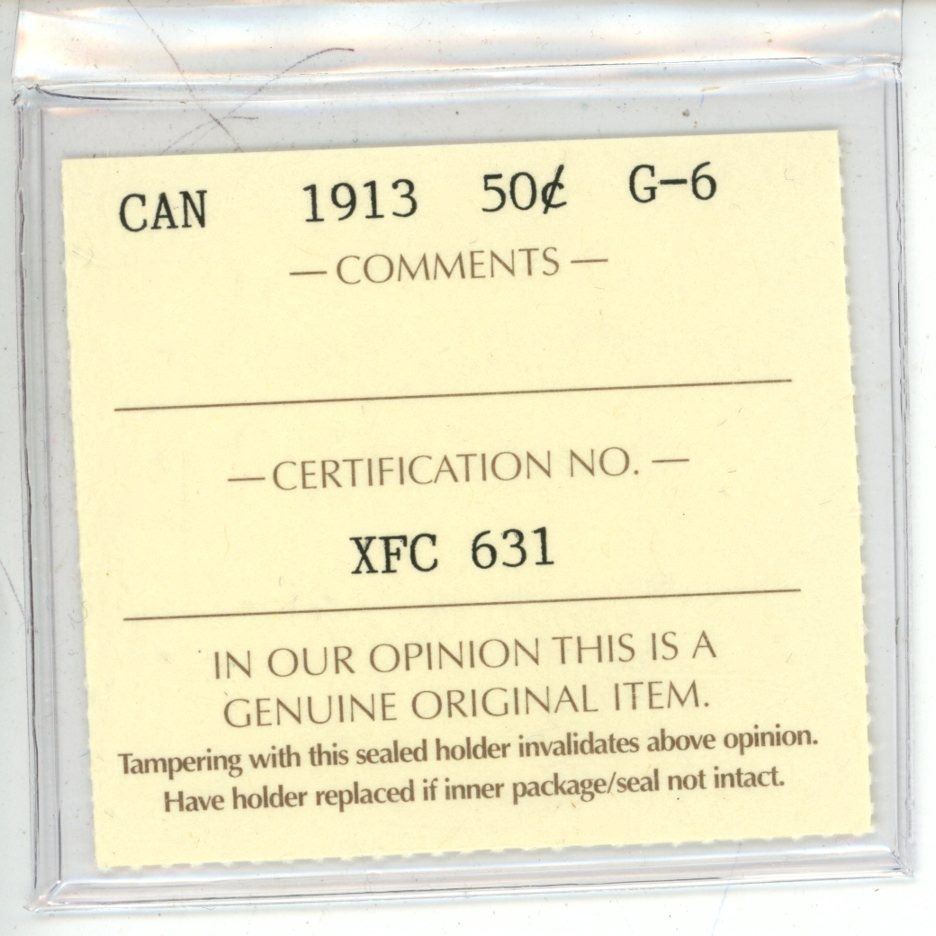 CAN 1913 50¢ G-6
— COMMENTS —
— CERTIFICATION NO. —
XFC 631
IN OUR OPINION THIS IS A
GENUINE ORIGINAL ITEM.
Tampering with this sealed holder invalidates above opinion.
Have holder replaced if inner package/seal not intact.